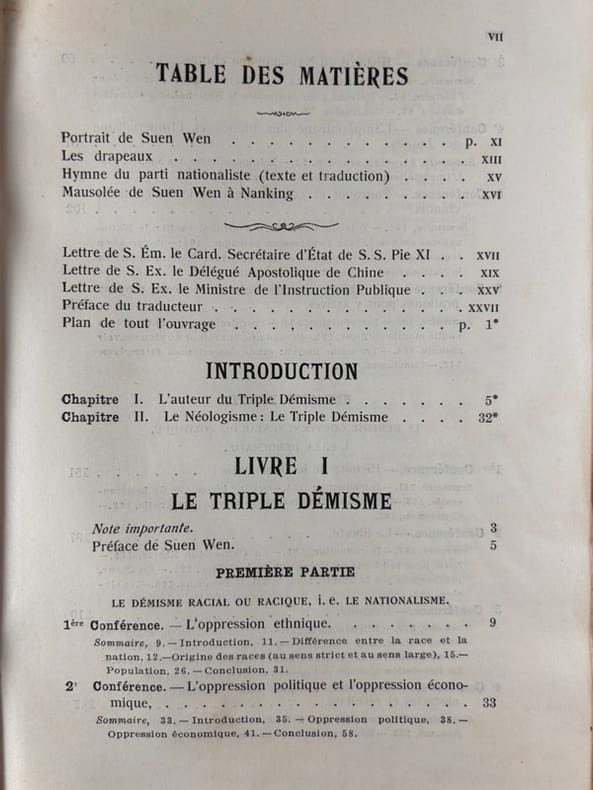 VII
TABLE DES MATIÈRES
Portrait de Suen Wen . . . . . . . . . . . . p. XI
Les drapeaux . . . . . . . . . . . . . . . . XIII
Hymne du parti nationaliste (texte et traduction) . . . . XV
Mausolée de Suen Wen à Nanking . . . . . . . . . XVI
Lettre de S. Ém. le Card. Secrétaire d'État de S. S. Pie XI . . XVII
Lettre de S. Ex. le Délégué Apostolique de Chine . . . . XIX
Lettre de S. Ex. le Ministre de l'Instruction Publique . . . XXV
Préface du traducteur . . . . . . . . . . . . . XXVII
Plan de tout l'ouvrage . . . . . . . . . . . . p. 1*
INTRODUCTION
Chapitre I. L'auteur du Triple Démisme . . . . . . . 5*
Chapitre II. Le Néologisme: Le Triple Démisme . . . . 32*
LIVRE I
LE TRIPLE DÉMISME
Note importante. 3
Préface de Suen Wen. 5
PREMIÈRE PARTIE
LE DÉMISME RACIAL OU RACIQUE, i. e. LE NATIONALISME.
1ère Conférence. — L'oppression ethnique. . . . . . . . 9
Sommaire, 9. — Introduction, 11. — Différence entre la race et la
nation, 12. — Origine des races (au sens strict et au sens large), 15. —
Population, 26. — Conclusion, 31.
2e Conférence. — L'oppression politique et l'oppression écono-
mique, . . . . . . . . . . . . . . . . . 33
Sommaire, 33. — Introduction, 35. — Oppression politique, 38. —
Oppression économique, 41. — Conclusion, 58.